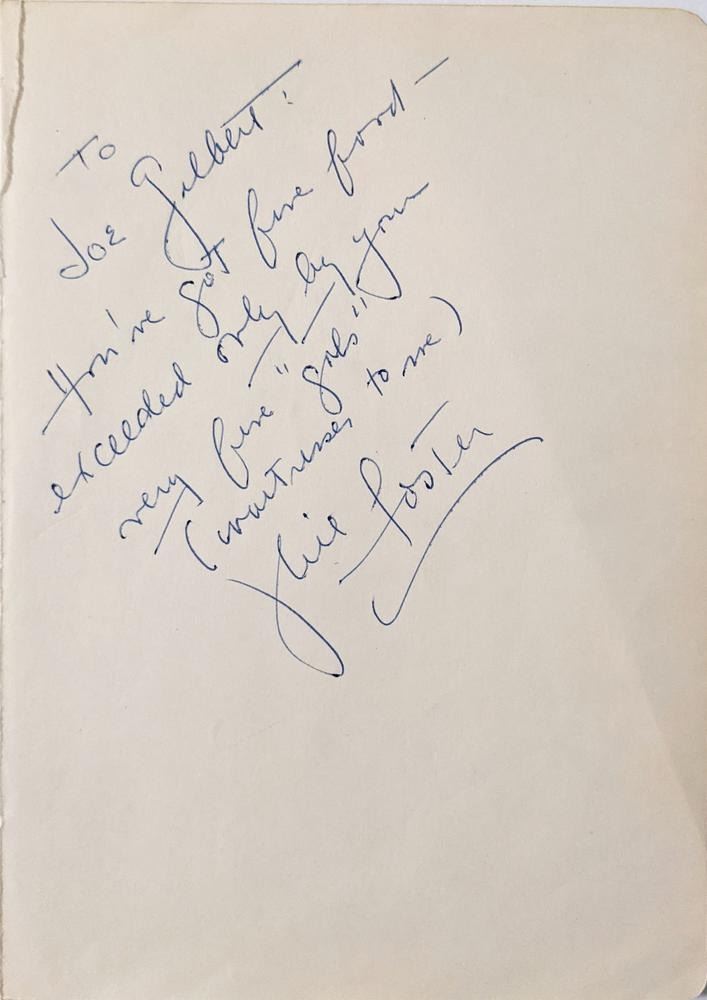 To
Joe Gilbert:
You've got fine food—
exceeded only by your
very fine "gals"
(waitresses to me)
Phil Foster